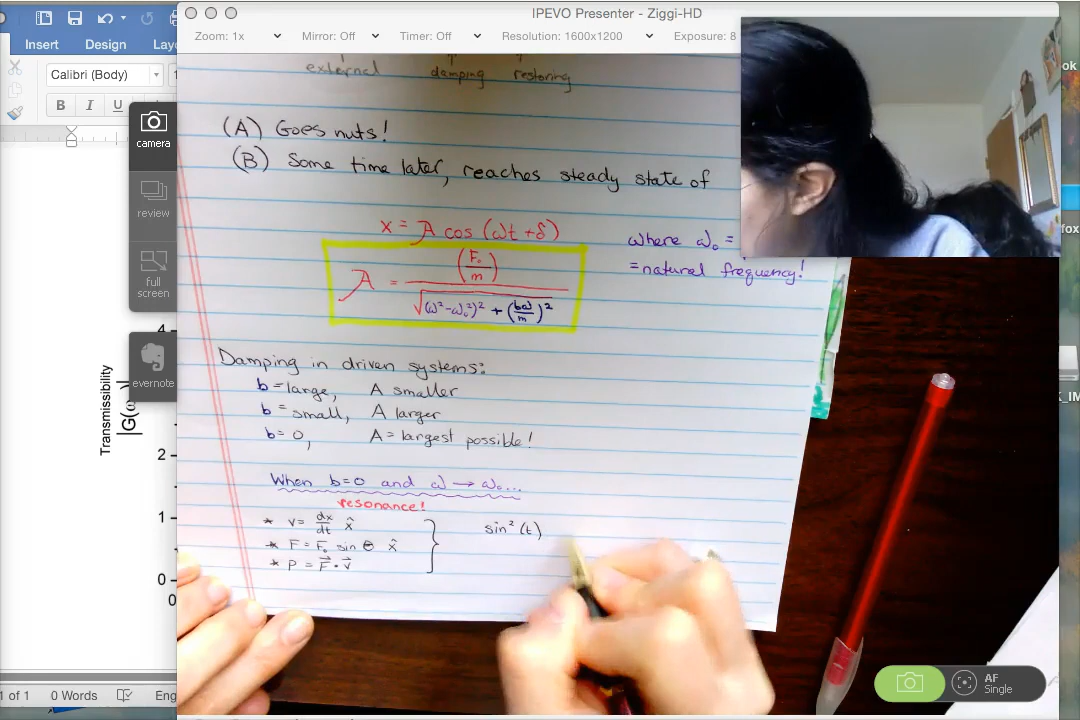 IPEVO Presenter - Ziggi-HD
Zoom: 1x Mirror: Off Timer: Off Resolution: 1600x1200 Exposure: 8
Insert Design
Calibri (Body)
B I U
camera
review
full
screen
evernote
external damping restoring
(A) Goes nuts!
(B) Some time later, reaches steady state of
x = A cos (ωt + δ)
where ω₀ =
= natural frequency!
A = (F₀/m) / √((ω²-ω₀²)² + (bω/m)²)
Damping in driven systems:
b = large, A smaller
b = small, A larger
b = 0, A = largest possible!
When b=0 and ω → ω₀...
resonance!
* v = dx/dt x̂
* F = F₀ sin θ x̂
* P = F⃗ · v⃗
sin² (t)
Transmissibility
4
2
1
0
0
1 of 1 0 Words Eng
AF
Single